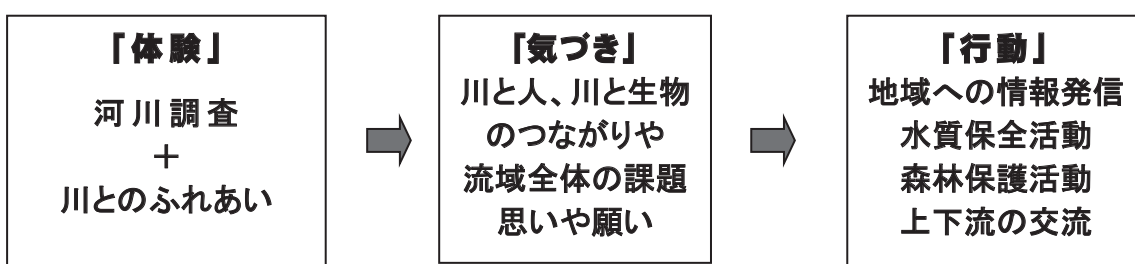 「体験」
河川調査
＋
川とのふれあい
「気づき」
川と人、川と生物
のつながりや
流域全体の課題
思いや願い
「行動」
地域への情報発信
水質保全活動
森林保護活動
上下流の交流